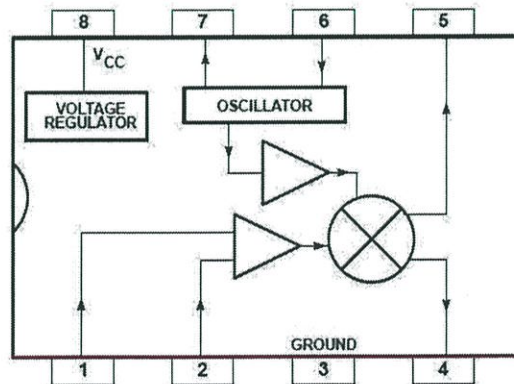 8 7 6 5
VCC
VOLTAGE
REGULATOR
OSCILLATOR
GROUND
1 2 3 4